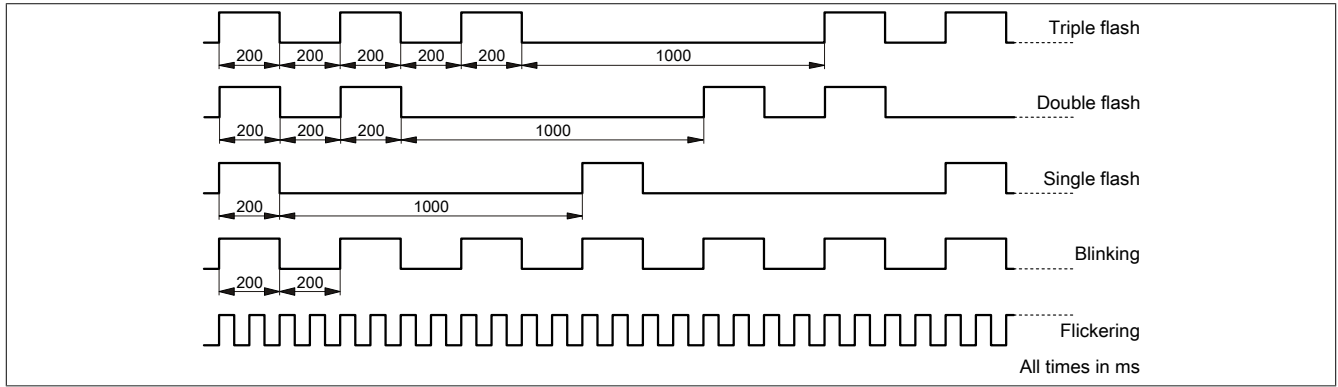 Triple flash
200 200 200 200 200 1000
Double flash
200 200 200 1000
Single flash
200 1000
Blinking
200 200
Flickering
All times in ms